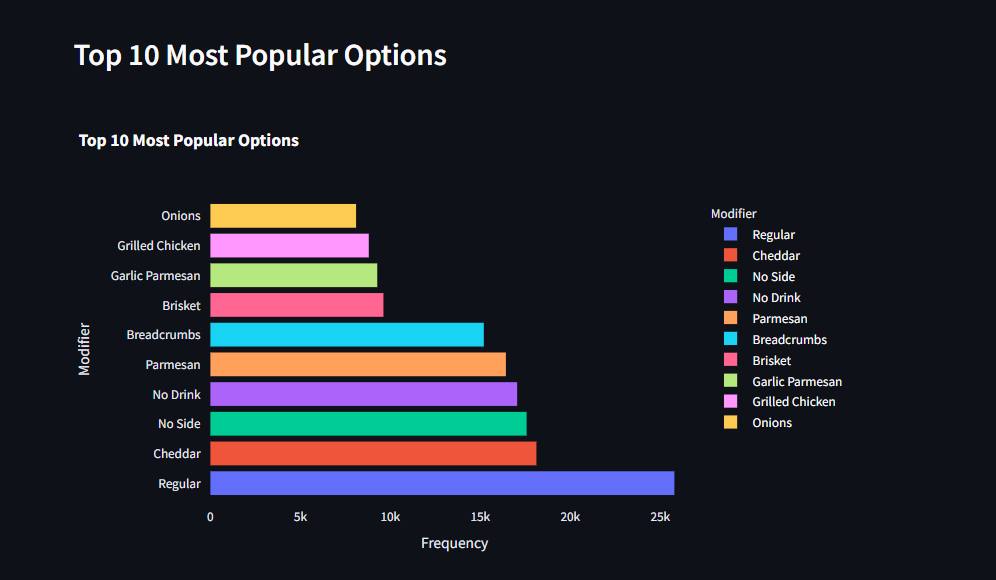 Top 10 Most Popular Options
Top 10 Most Popular Options
Modifier
Onions
Grilled Chicken
Garlic Parmesan
Brisket
Breadcrumbs
Parmesan
No Drink
No Side
Cheddar
Regular
0 5k 10k 15k 20k 25k
Frequency
Modifier
Regular
Cheddar
No Side
No Drink
Parmesan
Breadcrumbs
Brisket
Garlic Parmesan
Grilled Chicken
Onions